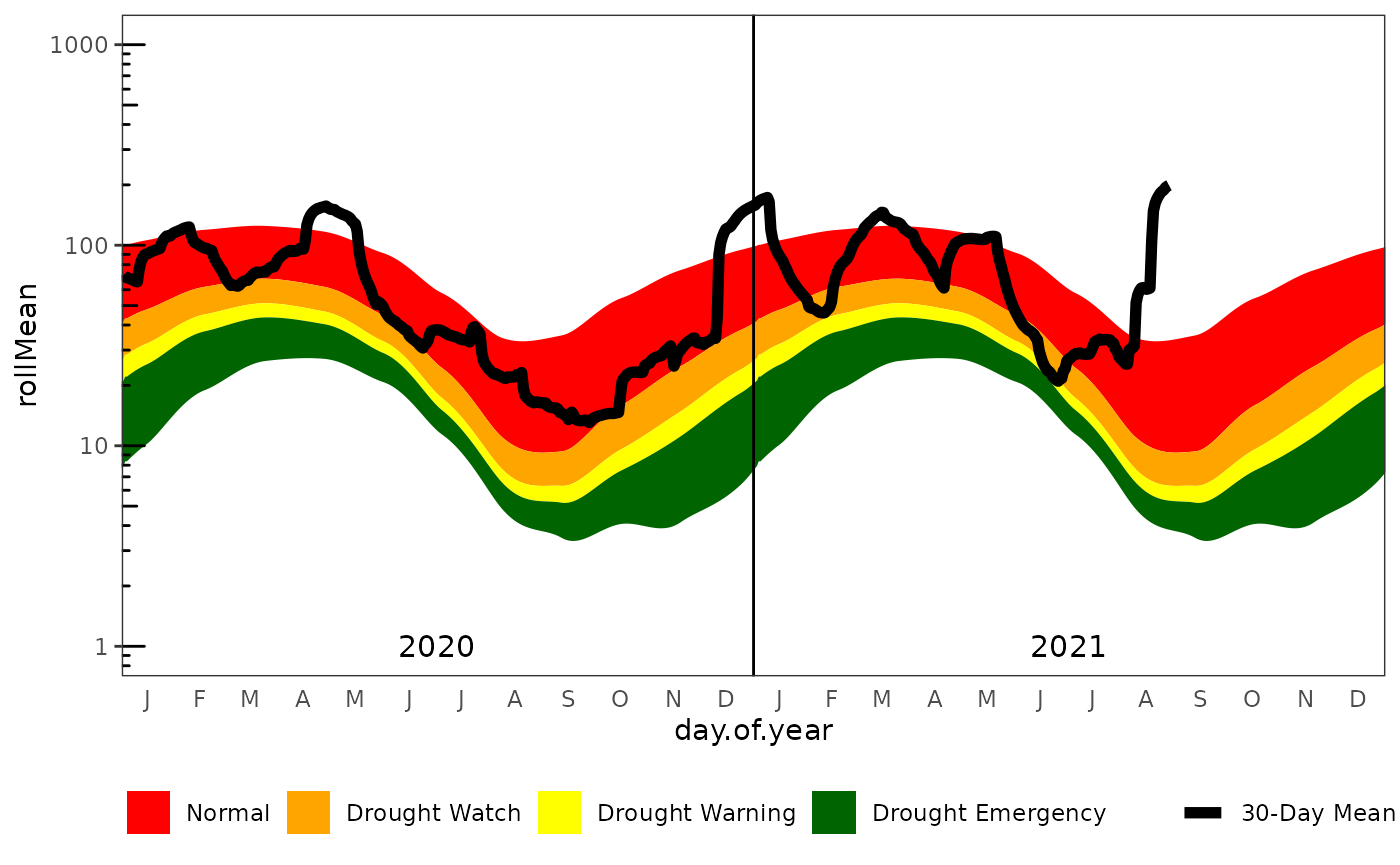 1000
100
10
1
rollMean
2020 2021
J F M A M J J A S O N D J F M A M J J A S O N D
day.of.year
Normal Drought Watch Drought Warning Drought Emergency 30-Day Mean